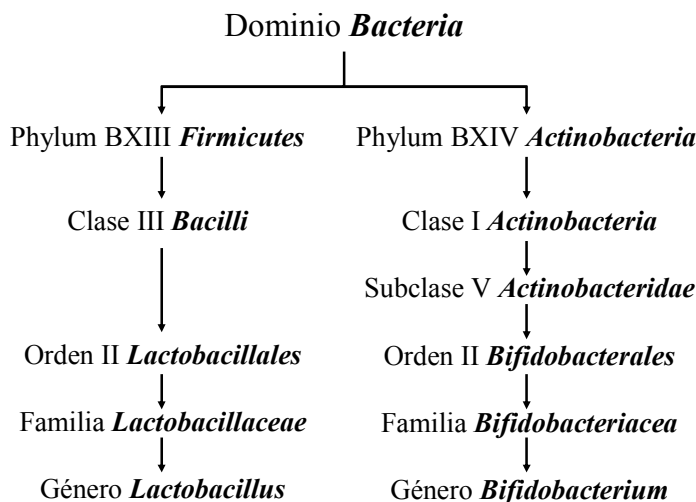 Dominio Bacteria
Phylum BXIII Firmicutes
Phylum BXIV Actinobacteria
Clase III Bacilli
Clase I Actinobacteria
Subclase V Actinobacteridae
Orden II Lactobacillales
Orden II Bifidobacterales
Familia Lactobacillaceae
Familia Bifidobacteriacea
Género Lactobacillus
Género Bifidobacterium